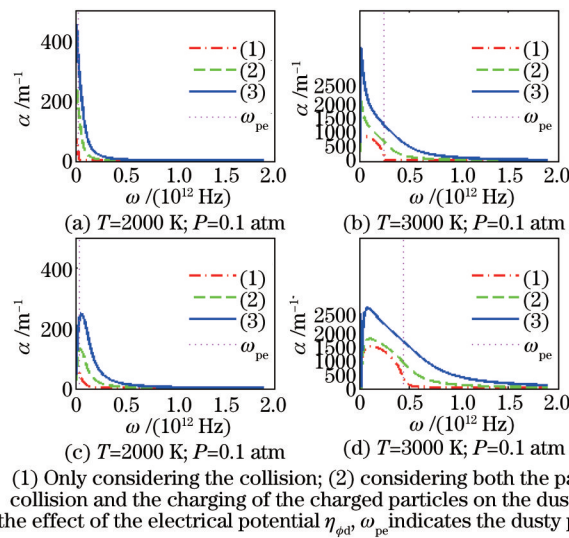 α /m⁻¹
400
200
0
(1)
(2)
(3)
ωpe
0 0.5 1.0 1.5 2.0
ω /(10¹² Hz)
(a) T=2000 K; P=0.1 atm
α /m⁻¹
2500
2000
1500
1000
500
0
(1)
(2)
(3)
ωpe
0 0.5 1.0 1.5 2.0
ω /(10¹² Hz)
(b) T=3000 K; P=0.1 atm
α /m⁻¹
400
200
0
(1)
(2)
(3)
ωpe
0 0.5 1.0 1.5 2.0
ω /(10¹² Hz)
(c) T=2000 K; P=0.1 atm
α /m⁻¹
2500
2000
1500
1000
500
0
(1)
(2)
(3)
ωpe
0 0.5 1.0 1.5 2.0
ω /(10¹² Hz)
(d) T=3000 K; P=0.1 atm
(1) Only considering the collision; (2) considering both the pa
collision and the charging of the charged particles on the dus
the effect of the electrical potential ηϕd, ωpe indicates the dusty p